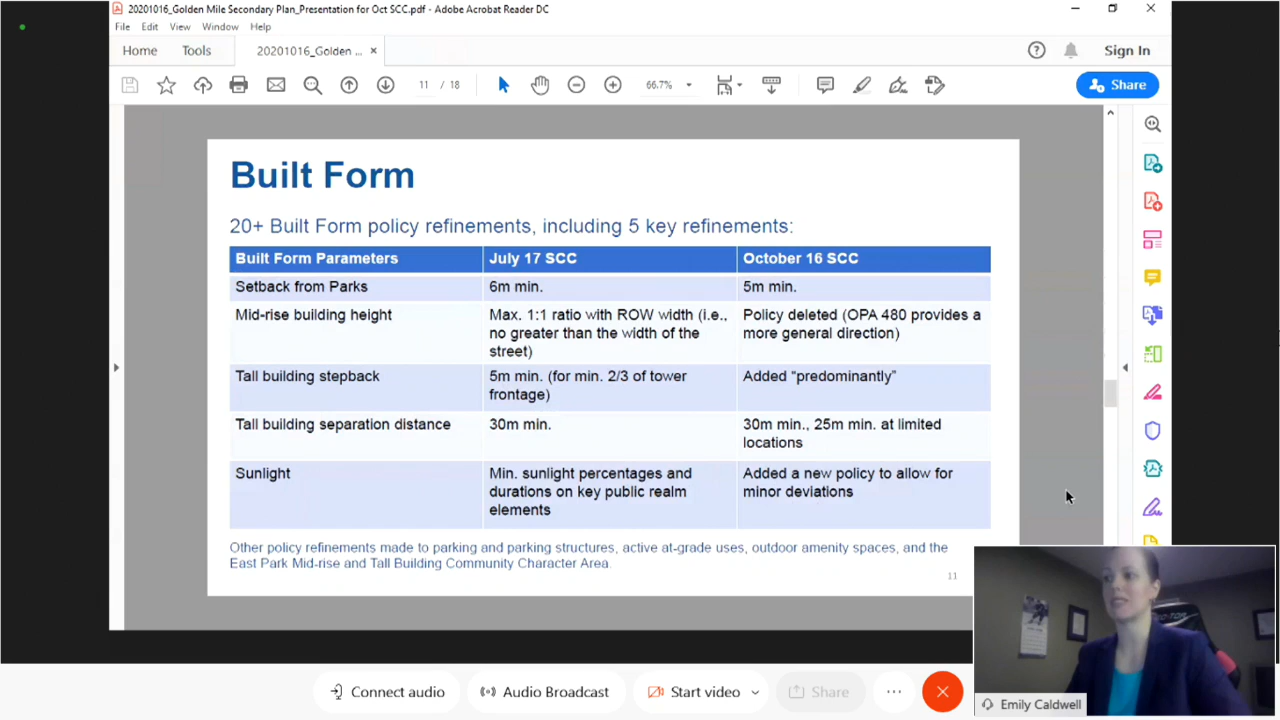 20201016_Golden Mile Secondary Plan_Presentation for Oct SCC.pdf - Adobe Acrobat Reader DC
File Edit View Window Help
Home Tools 20201016_Golden ... × Sign In
11 / 18 66.7% Share
Built Form
20+ Built Form policy refinements, including 5 key refinements:
Built Form Parameters July 17 SCC October 16 SCC
Setback from Parks 6m min. 5m min.
Mid-rise building height Max. 1:1 ratio with ROW width (i.e., Policy deleted (OPA 480 provides a
no greater than the width of the more general direction)
street)
Tall building stepback 5m min. (for min. 2/3 of tower Added "predominantly"
frontage)
Tall building separation distance 30m min. 30m min., 25m min. at limited
locations
Sunlight Min. sunlight percentages and Added a new policy to allow for
durations on key public realm minor deviations
elements
Other policy refinements made to parking and parking structures, active at-grade uses, outdoor amenity spaces, and the
East Park Mid-rise and Tall Building Community Character Area.
11
Emily Caldwell
Connect audio Audio Broadcast Start video Share ...